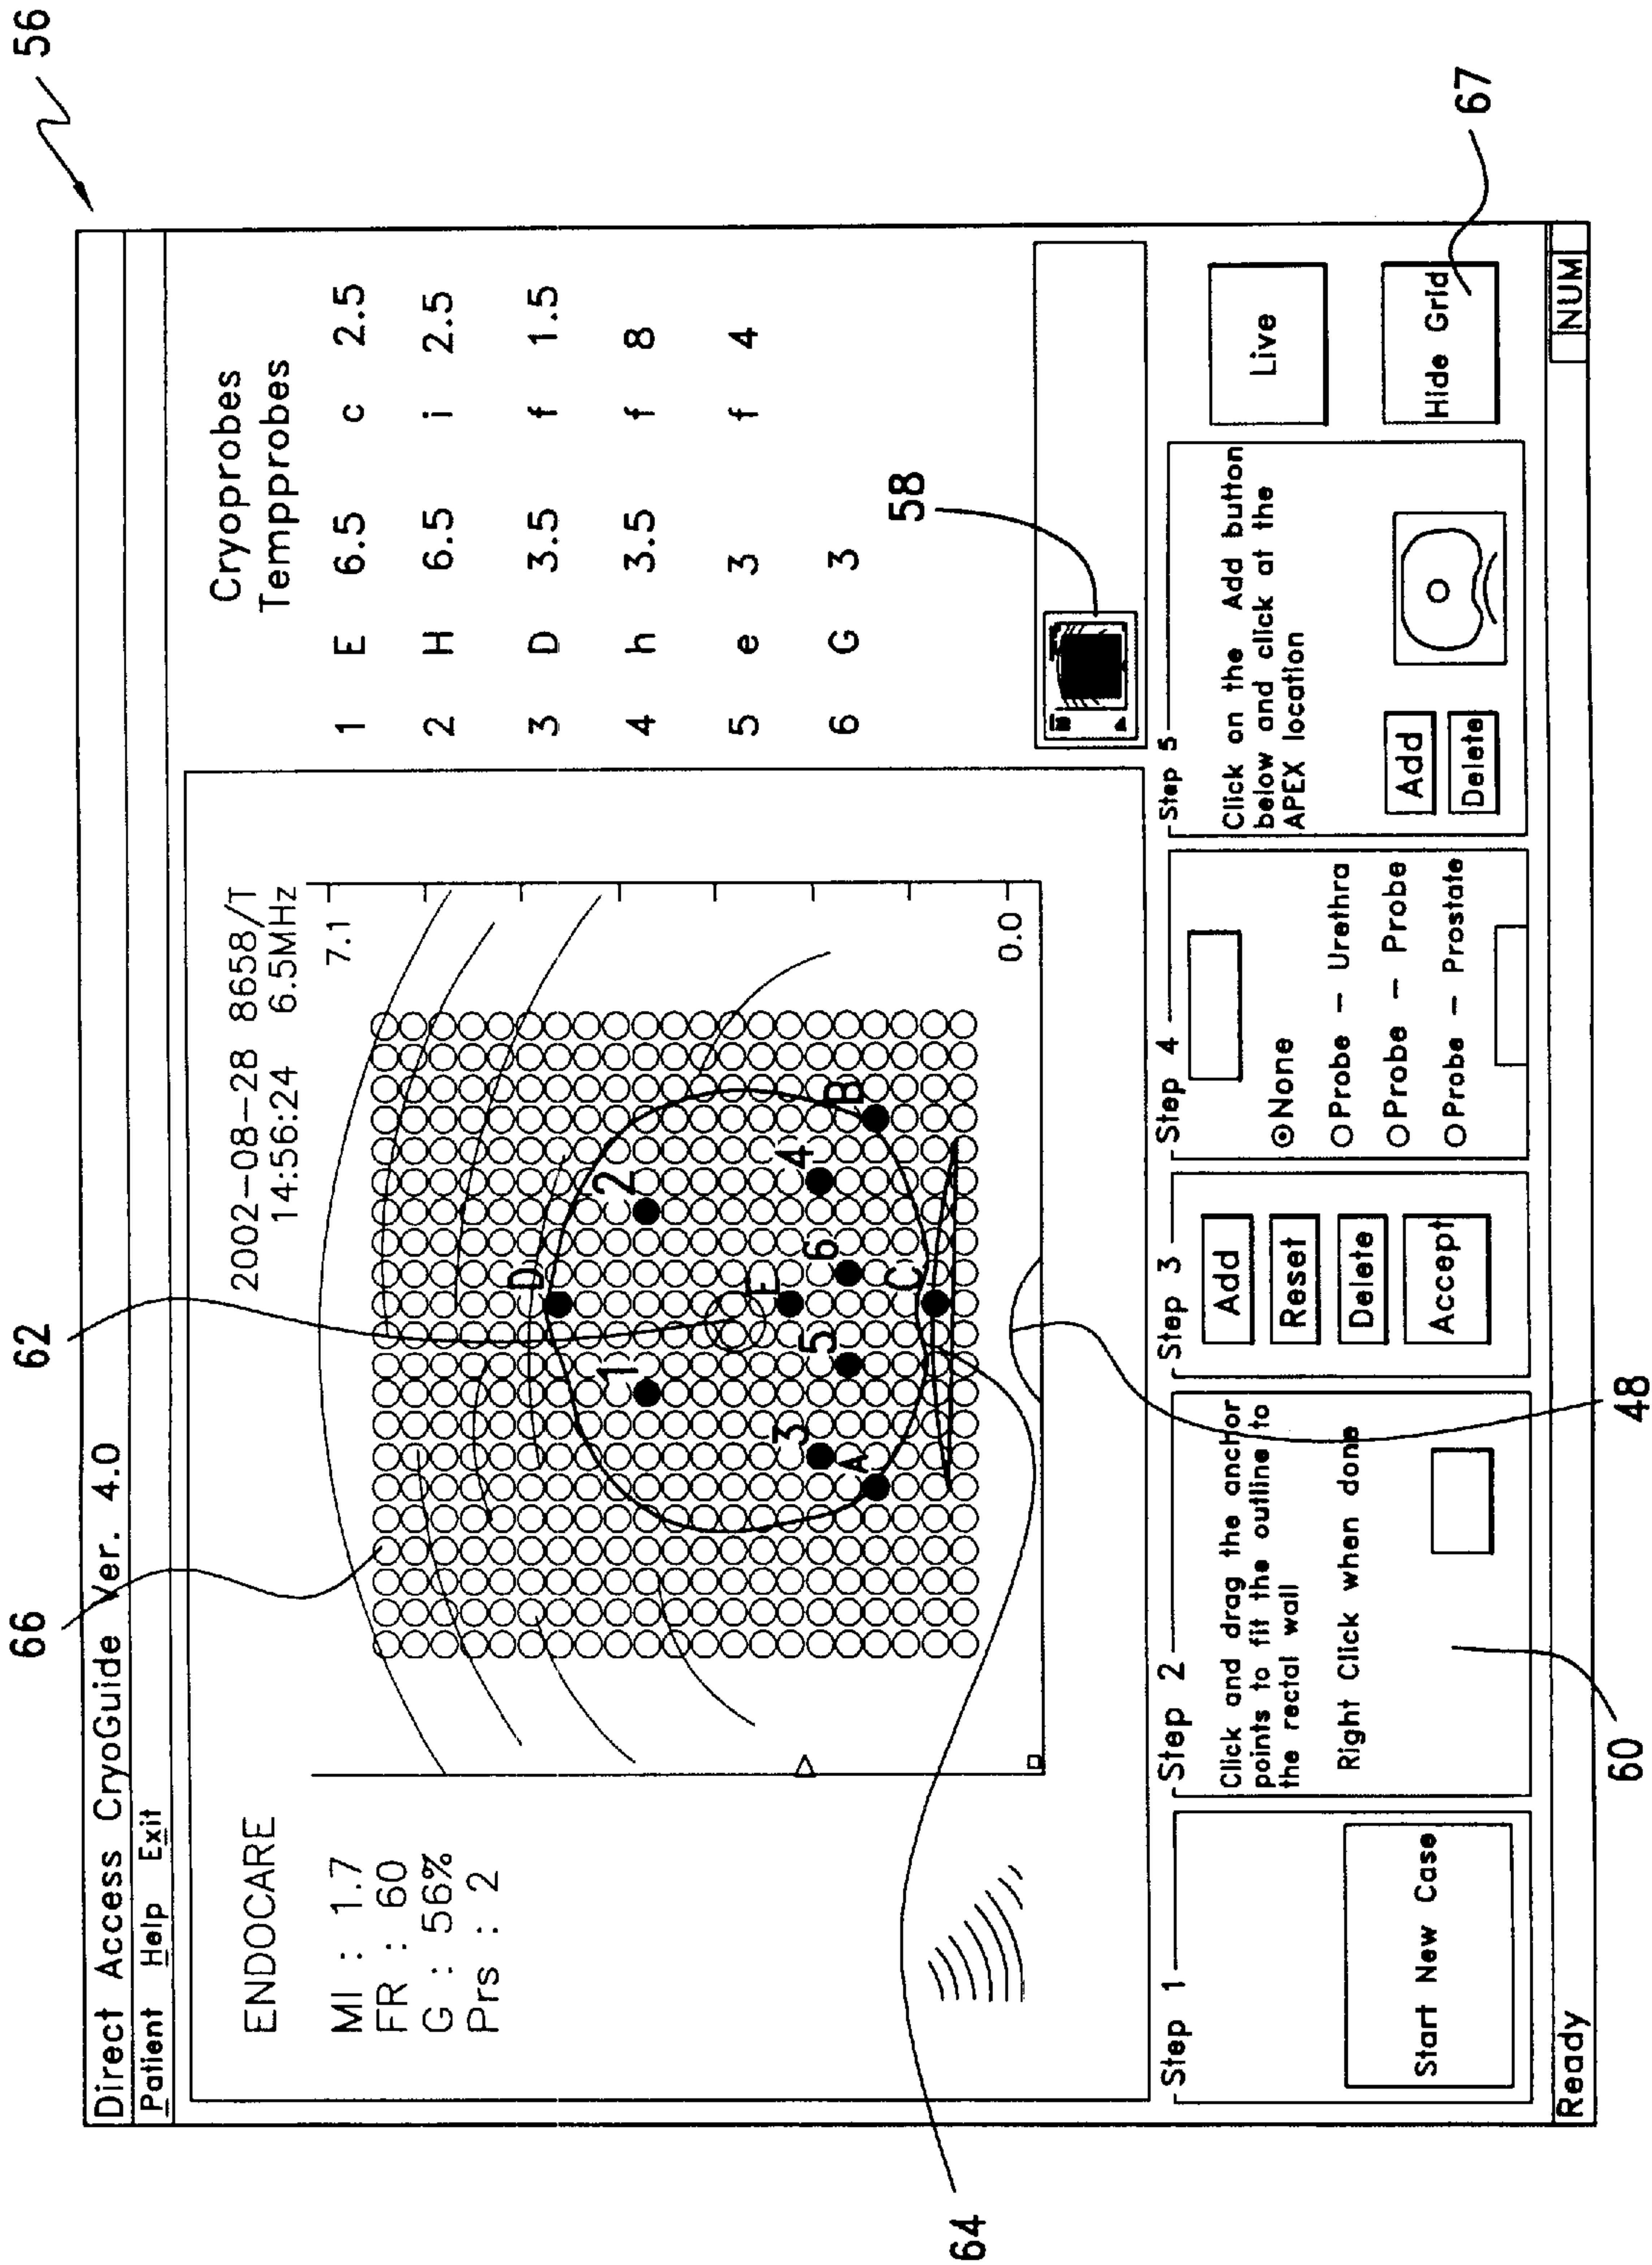 56
Direct Access CryoGuide Ver. 4.0
Patient Help Exit
62
66
ENDOCARE
MI : 1.7
FR : 60
G : 56%
Prs : 2
2002-08-28 8658/T
14:56:24 6.5MHz
7.1
0.0
D
1
2
E
3
A
5
6
4
B
C
Cryoprobes
Tempprobes
1 E 6.5 c 2.5
2 H 6.5 i 2.5
3 D 3.5 f 1.5
4 h 3.5 f 8
5 e 3 f 4
6 G 3
58
64
Step 1
Start New Case
Step 2
Click and drag the anchor
points to fit the outline to
the rectal wall
Right Click when done
Step 3
Add
Reset
Delete
Accept
Step 4
None
Probe – Urethra
Probe – Probe
Probe – Prostate
Step 5
Click on the Add button
below and click at the
APEX location
Add
Delete
Live
Hide Grid
67
Ready
NUM
60
48